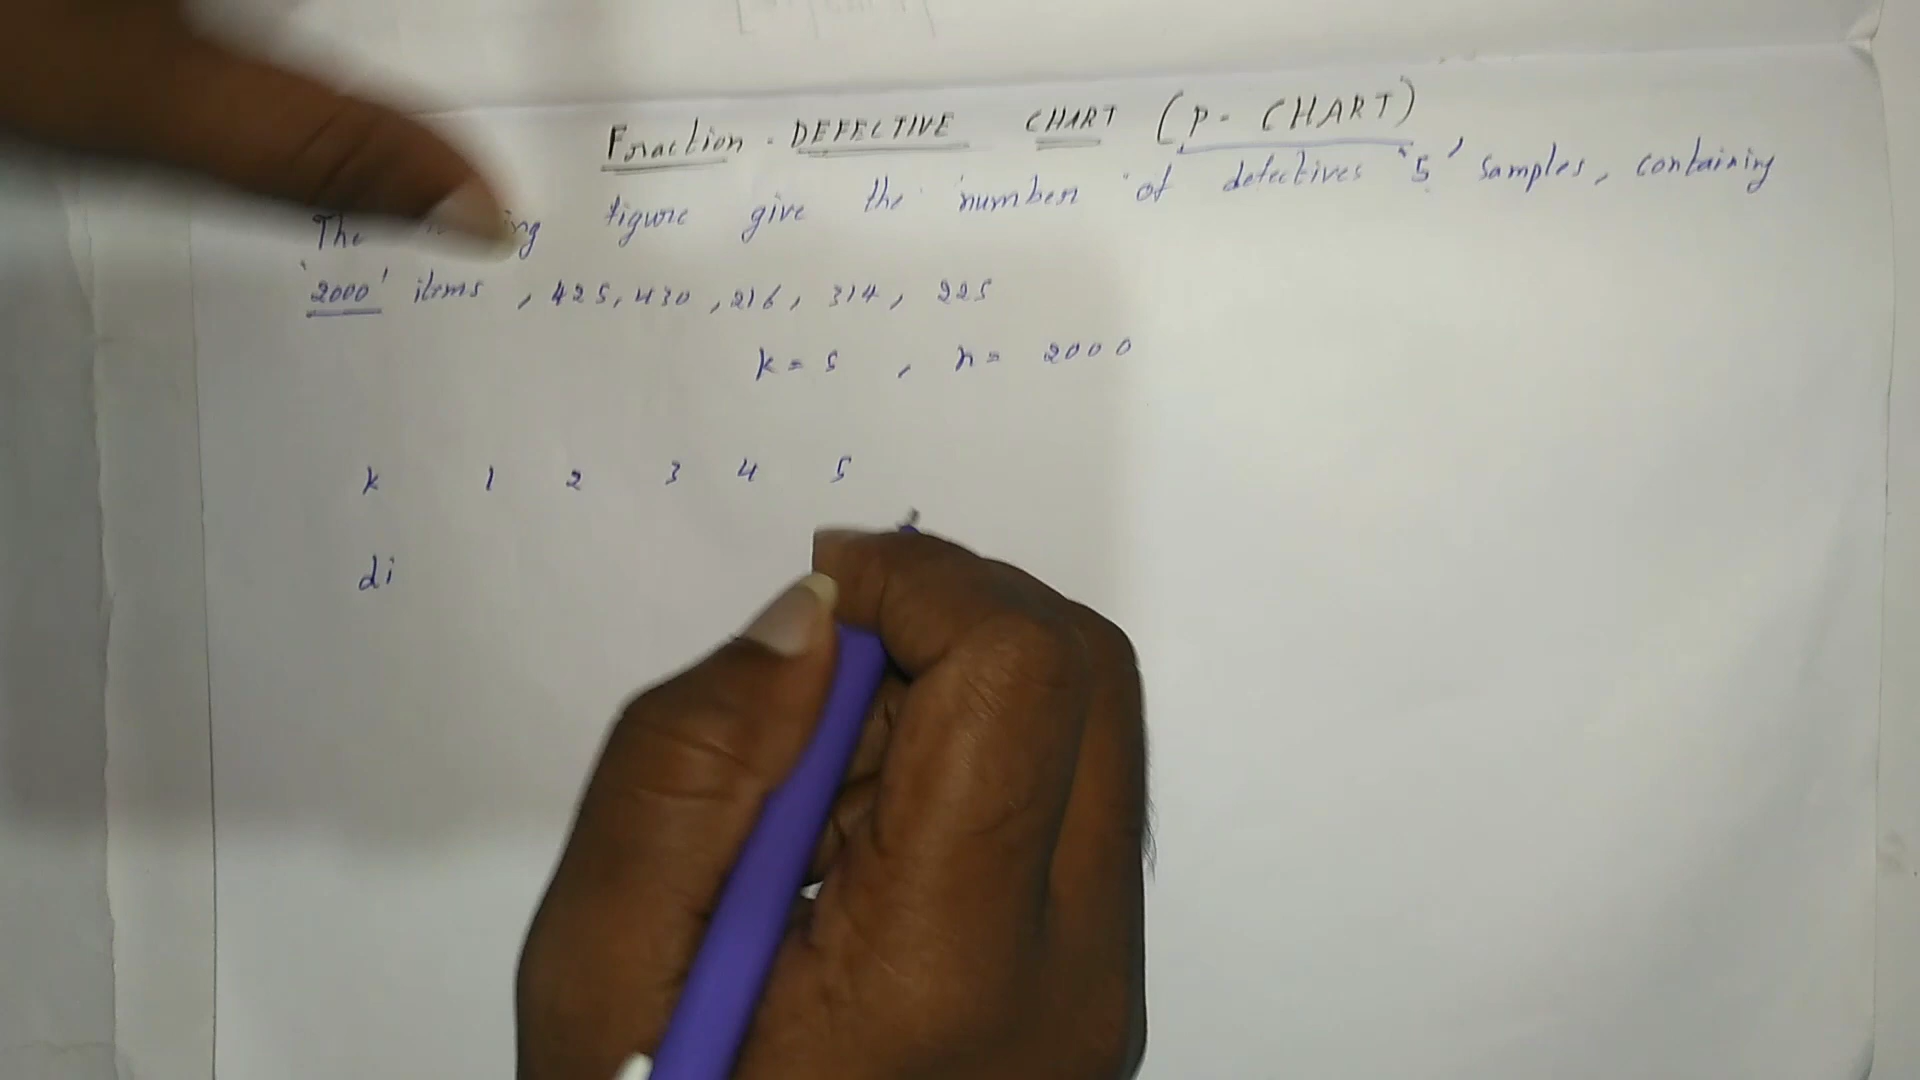 Fraction - DEFECTIVE CHART (P - CHART)
The figure give the number of defectives '5' samples, containing
'2000' items, 425, 430, 216, 314, 225
k = 5, n = 2000
k 1 2 3 4 5
di